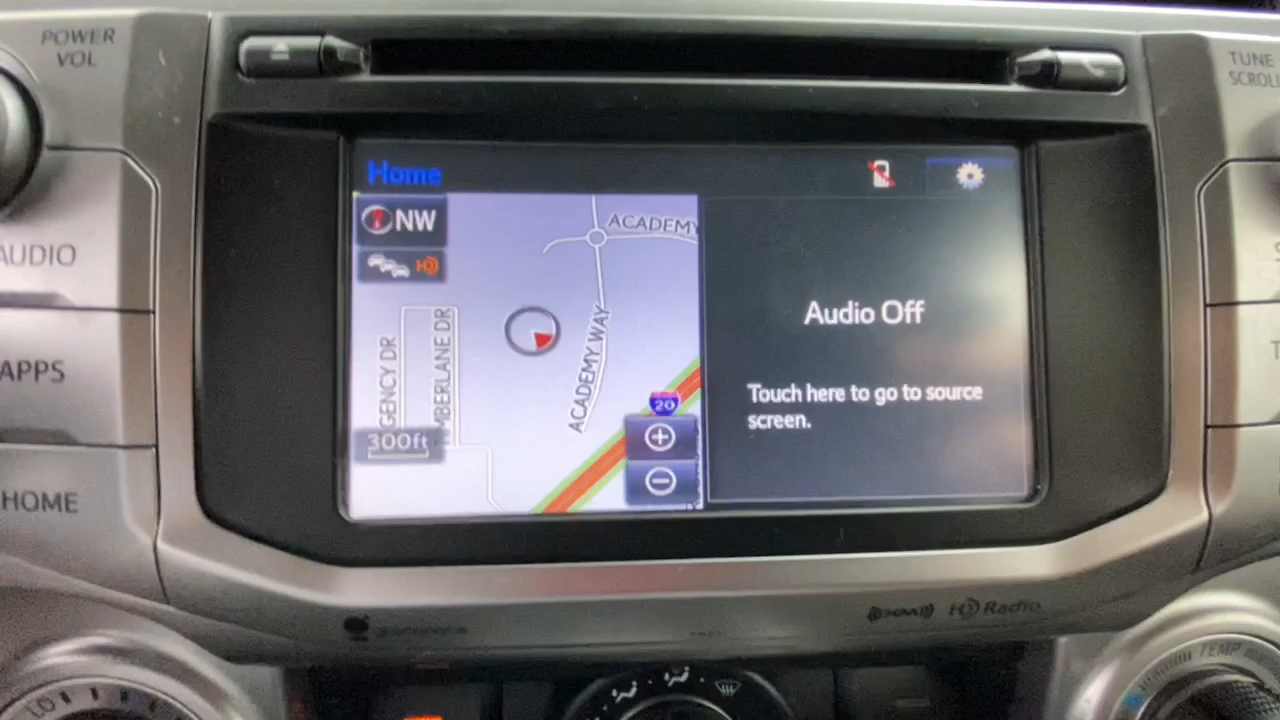 POWER
VOL
TUNE
SCROLL
Home
NW
ACADEMY
AUDIO
Audio Off
ACADEMY WAY
GENCY DR
MBERLANE DR
APPS
20
Touch here to go to source
screen.
300ft
HOME
HD Radio
TEMP
LO